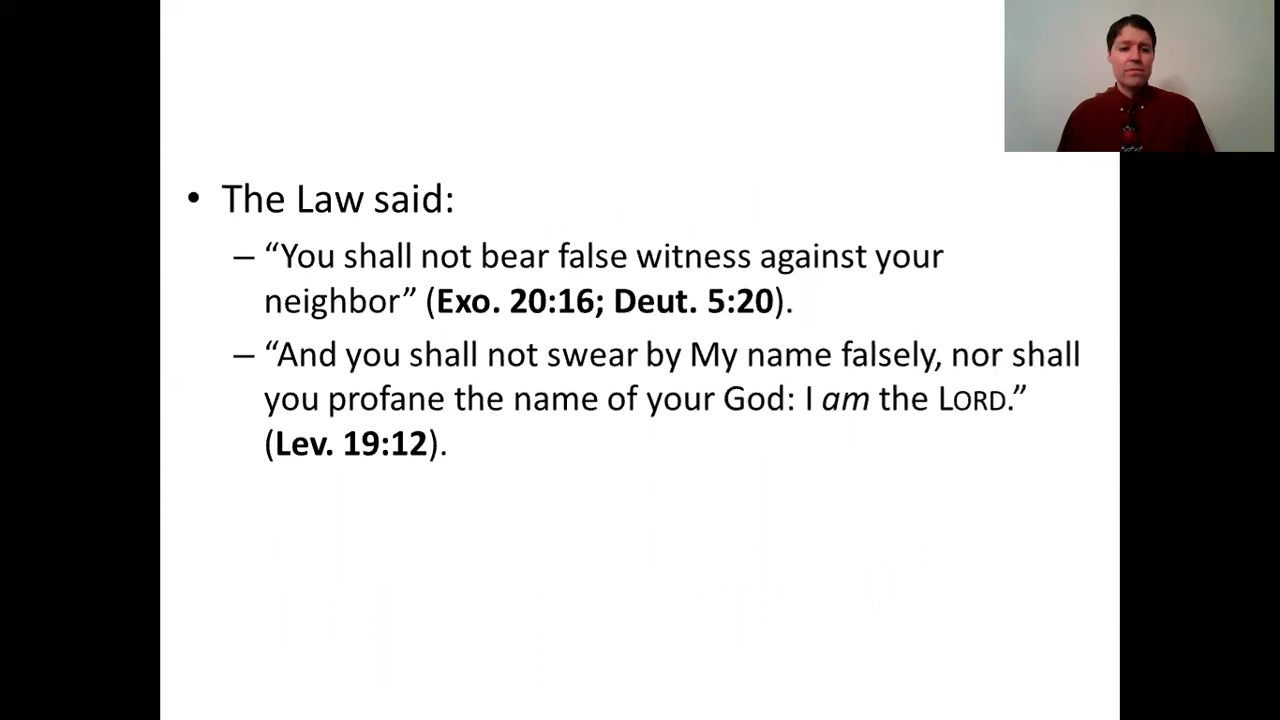 • The Law said:
– “You shall not bear false witness against your
neighbor” (Exo. 20:16; Deut. 5:20).
– “And you shall not swear by My name falsely, nor shall
you profane the name of your God: I am the LORD.”
(Lev. 19:12).